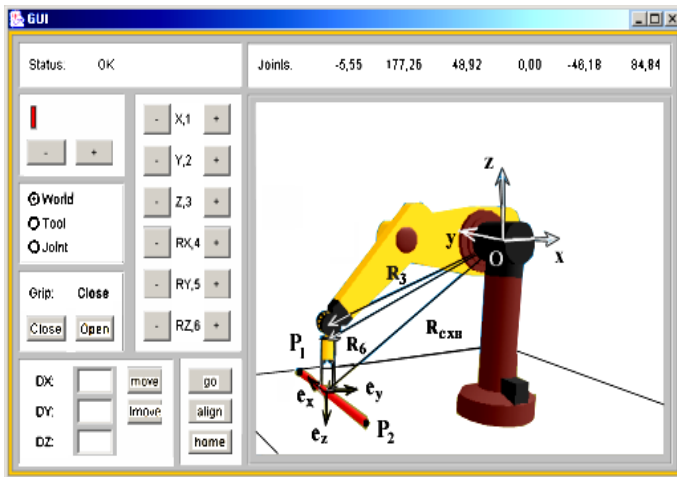 GUI
Status: OK
Joints. -5,55 177,26 48,92 0,00 -46,18 84,84
- +
- X,1 +
- Y,2 +
- Z,3 +
- RX,4 +
- RY,5 +
- RZ,6 +
World
Tool
Joint
Grip: Close
Close Open
DX: move go
DY: lmove align
DZ: home
z
y
x
O
R3
R6
Rсхв
P1
ex
ey
ez
P2